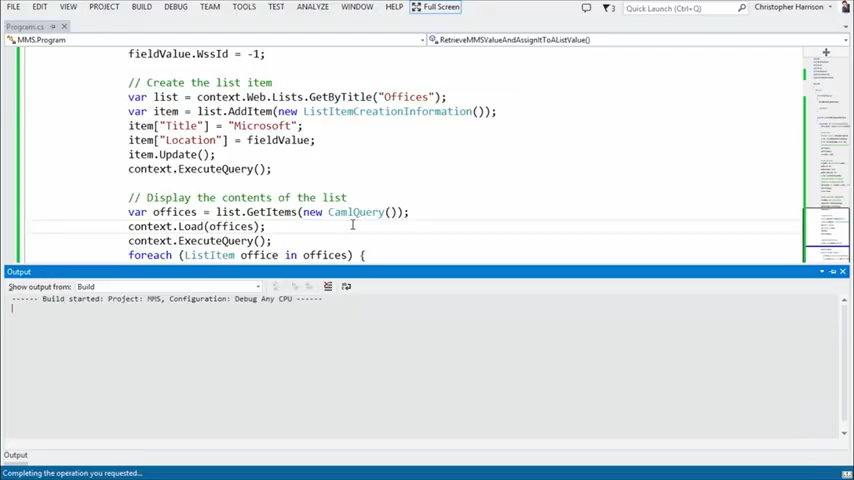 FILE EDIT VIEW PROJECT BUILD DEBUG TEAM TOOLS TEST ANALYZE WINDOW HELP Full Screen 3 Quick Launch (Ctrl+Q) Christopher Harrison
Program.cs
MMS.Program RetrieveMMSValueAndAssignItToAListValue()
fieldValue.WssId = -1;
// Create the list item
var list = context.Web.Lists.GetByTitle("Offices");
var item = list.AddItem(new ListItemCreationInformation());
item["Title"] = "Microsoft";
item["Location"] = fieldValue;
item.Update();
context.ExecuteQuery();
// Display the contents of the list
var offices = list.GetItems(new CamlQuery());
context.Load(offices);
context.ExecuteQuery();
foreach (ListItem office in offices) {
Output
Show output from: Build
------ Build started: Project: MMS, Configuration: Debug Any CPU ------
Output
Completing the operation you requested...